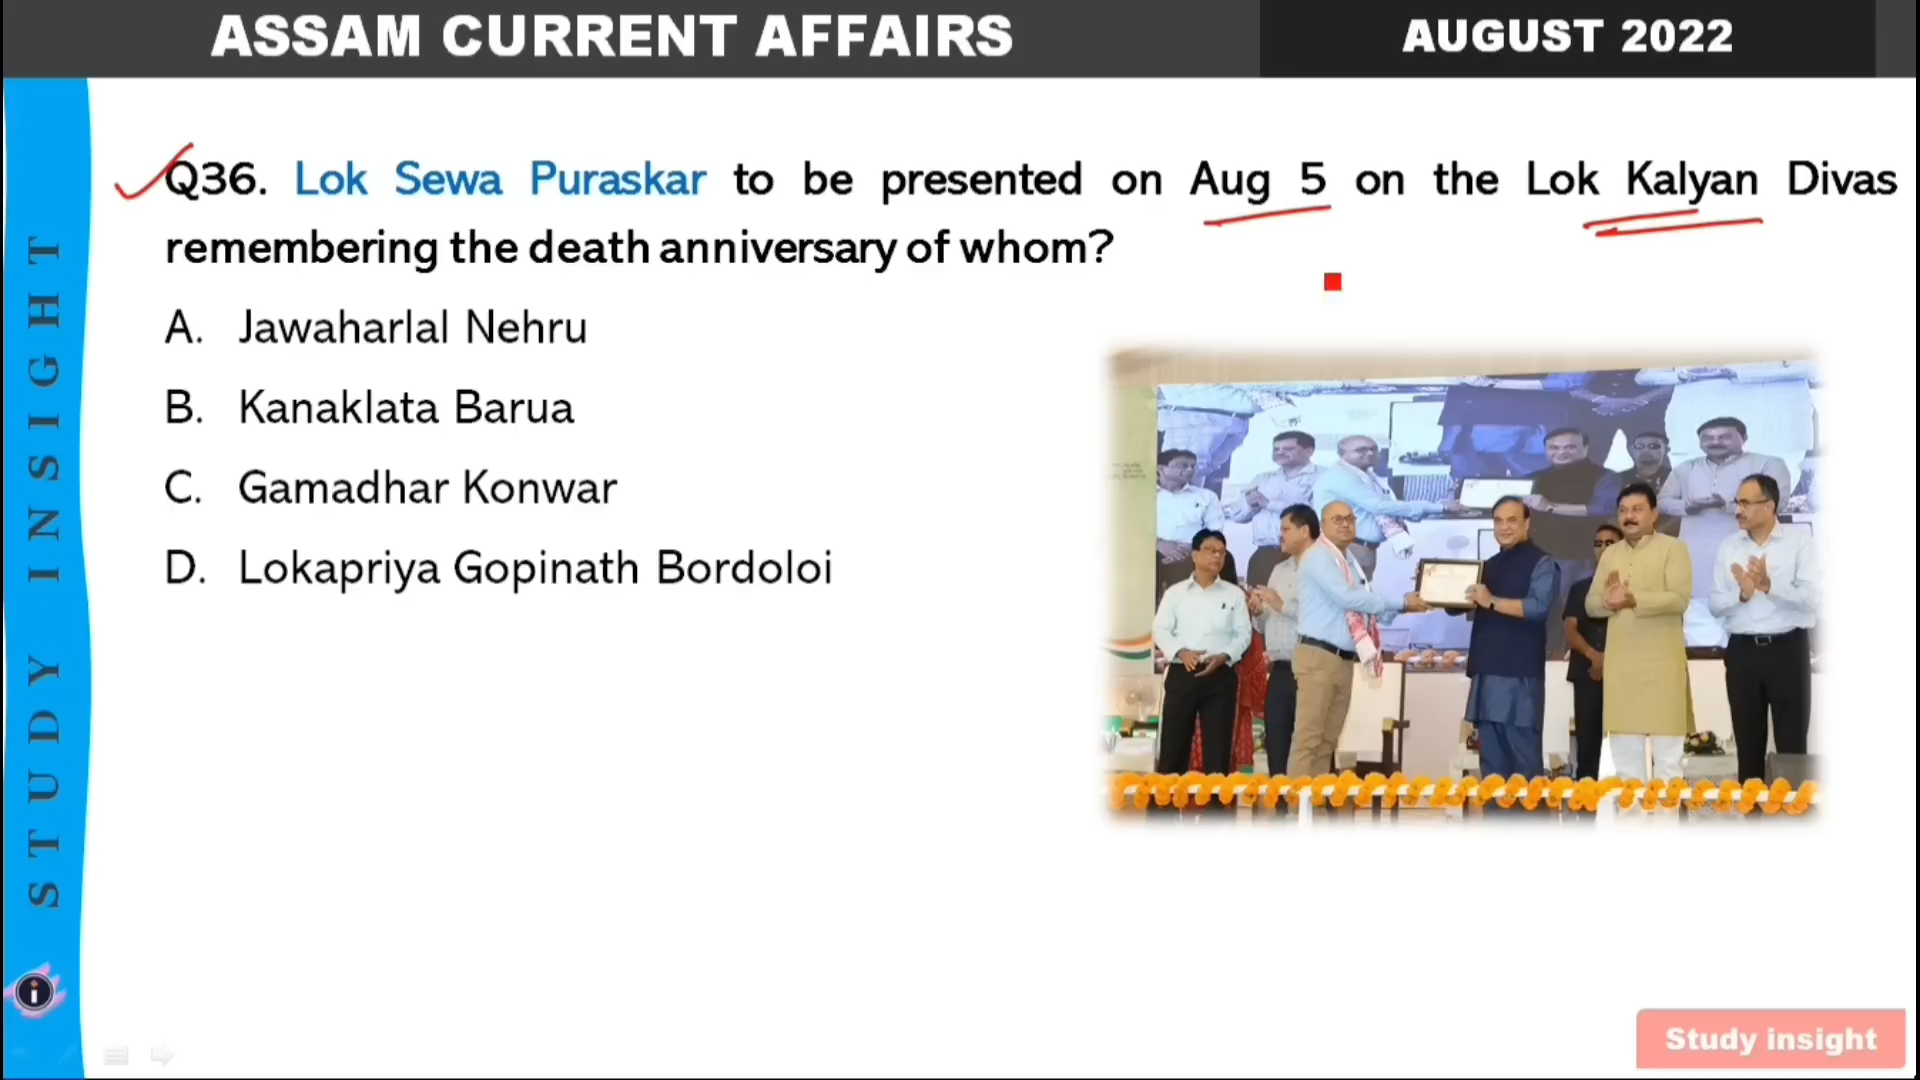 ASSAM CURRENT AFFAIRS
AUGUST 2022
Q36. Lok Sewa Puraskar to be presented on Aug 5 on the Lok Kalyan Divas
remembering the death anniversary of whom?
A. Jawaharlal Nehru
B. Kanaklata Barua
C. Gamadhar Konwar
D. Lokapriya Gopinath Bordoloi
STUDY INSIGHT
i
Study insight